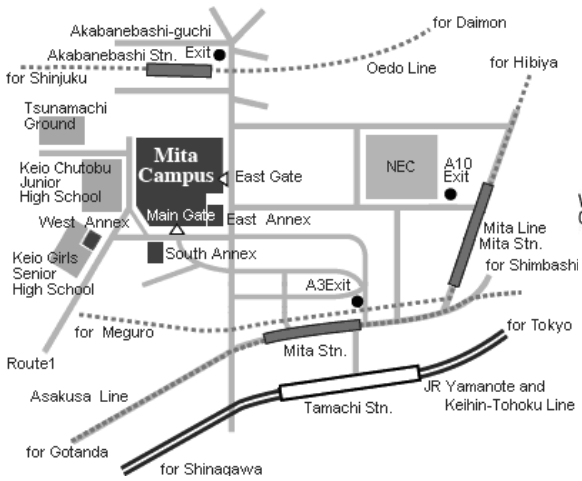 Akabanebashi-guchi
Exit
Akabanebashi Stn.
for Daimon
for Shinjuku
Oedo Line
for Hibiya
Tsunamachi
Ground
Mita
Campus
East Gate
NEC
A10
Exit
Keio Chutobu
Junior
High School
Main Gate
East Annex
West Annex
Mita Line
Mita Stn.
South Annex
Keio Girls
Senior
High School
for Shimbashi
A3Exit
for Meguro
for Tokyo
Route1
Mita Stn.
Asakusa Line
JR Yamanote and
Keihin-Tohoku Line
Tamachi Stn.
for Gotanda
for Shinagawa